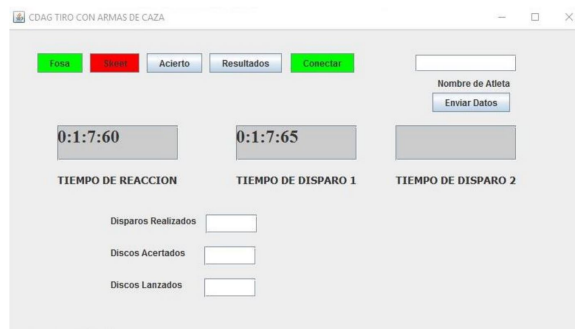 CDAG TIRO CON ARMAS DE CAZA
Fosa Skeet Acierto Resultados Conectar
Nombre de Atleta
Enviar Datos
0:1:7:60 0:1:7:65
TIEMPO DE REACCION TIEMPO DE DISPARO 1 TIEMPO DE DISPARO 2
Disparos Realizados
Discos Acertados
Discos Lanzados